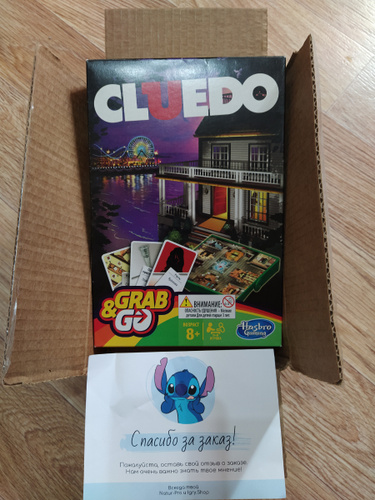 CLUEDO
GRAB
& GO
ВНИМАНИЕ:
ВОЗРАСТ
8+
Hasbro
Gaming
Спасибо за заказ!
Пожалуйста, оставь свой отзыв о заказе.
Нам очень важно знать твое мнение!